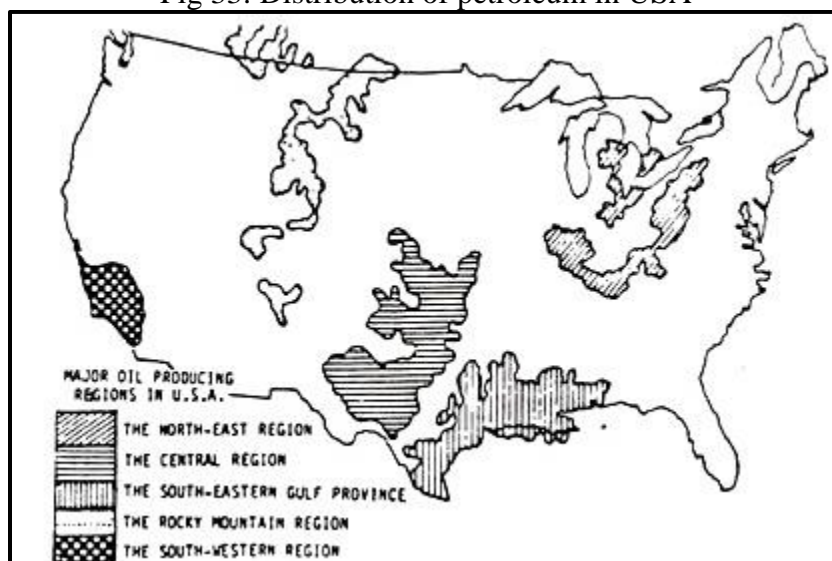 Fig 33: Distribution of petroleum in USA
MAJOR OIL PRODUCING
REGIONS IN U.S.A.
THE NORTH-EAST REGION
THE CENTRAL REGION
THE SOUTH-EASTERN GULF PROVINCE
THE ROCKY MOUNTAIN REGION
THE SOUTH-WESTERN REGION